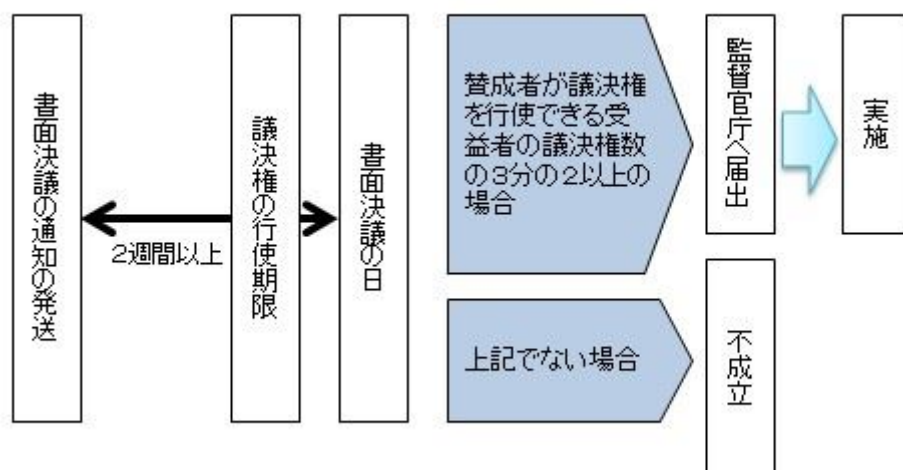 書面決議の通知の発送
2週間以上
議決権の行使期限
書面決議の日
賛成者が議決権
を行使できる受
益者の議決権数
の3分の2以上の
場合
監督官庁へ届出
実施
上記でない場合
不成立